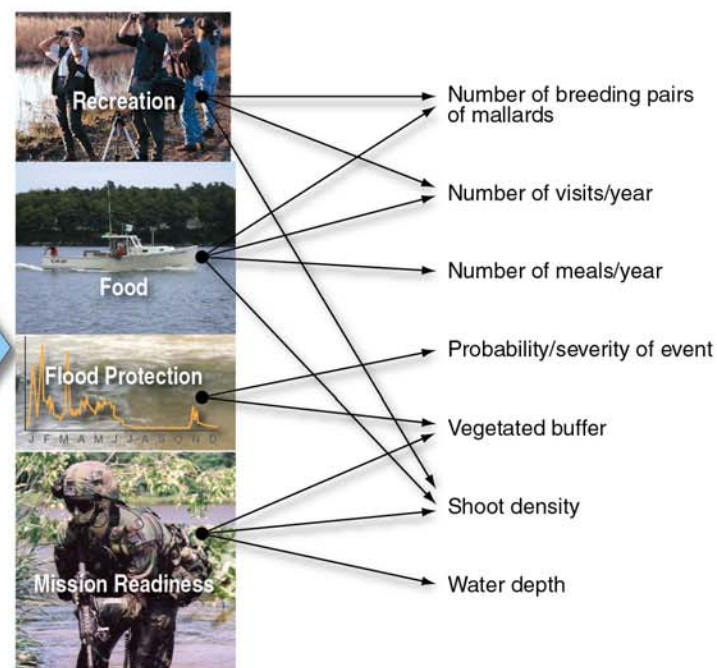 Recreation
Number of breeding pairs
of mallards
Number of visits/year
Food
Number of meals/year
Flood Protection
J F M A M J J A S O N D
Probability/severity of event
Vegetated buffer
Shoot density
Mission Readiness
Water depth